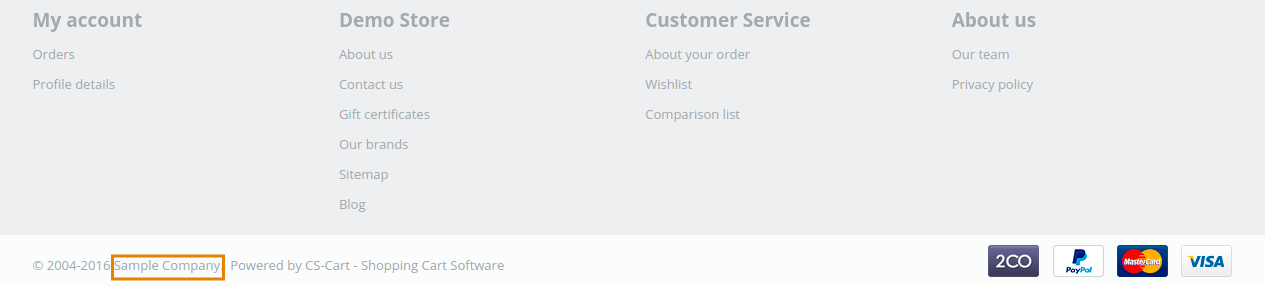 My account
Orders
Profile details
Demo Store
About us
Contact us
Gift certificates
Our brands
Sitemap
Blog
Customer Service
About your order
Wishlist
Comparison list
About us
Our team
Privacy policy
© 2004-2016 Sample Company. Powered by CS-Cart - Shopping Cart Software
2CO
PayPal
MasterCard
VISA